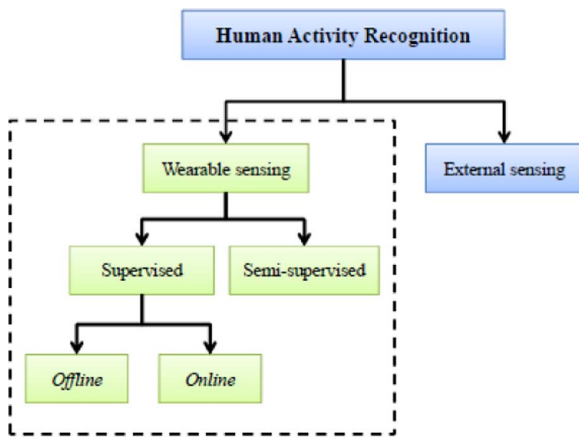 Human Activity Recognition
Wearable sensing
External sensing
Supervised
Semi-supervised
Offline
Online